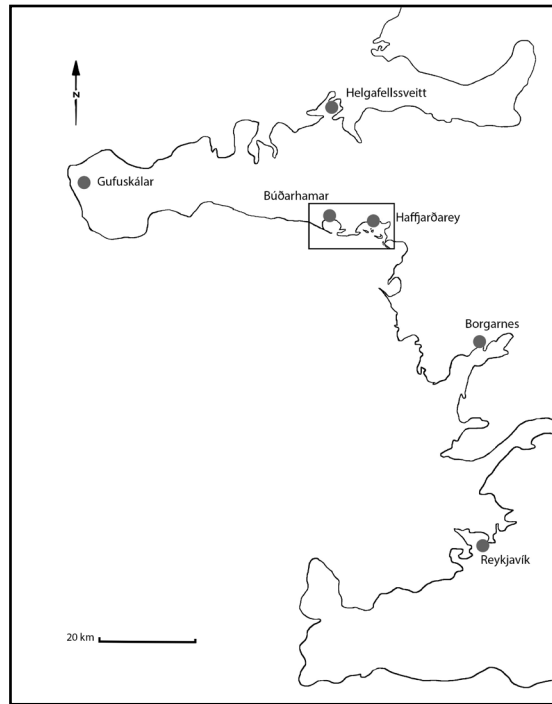 N
Helgafellssveitt
Gufuskálar
Búðarhamar
Haffjarðarey
Borgarnes
Reykjavík
20 km